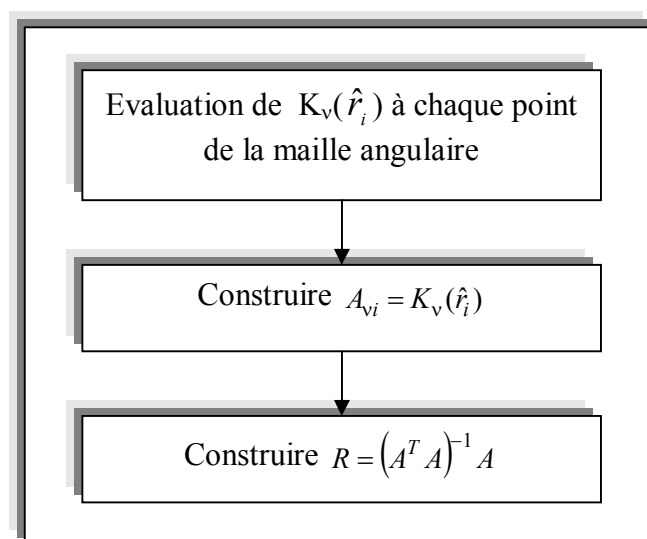 Evaluation de K_ν(r̂_i) à chaque point
de la maille angulaire
Construire A_νi = K_ν(r̂_i)
Construire R = (A^T A)^−1 A